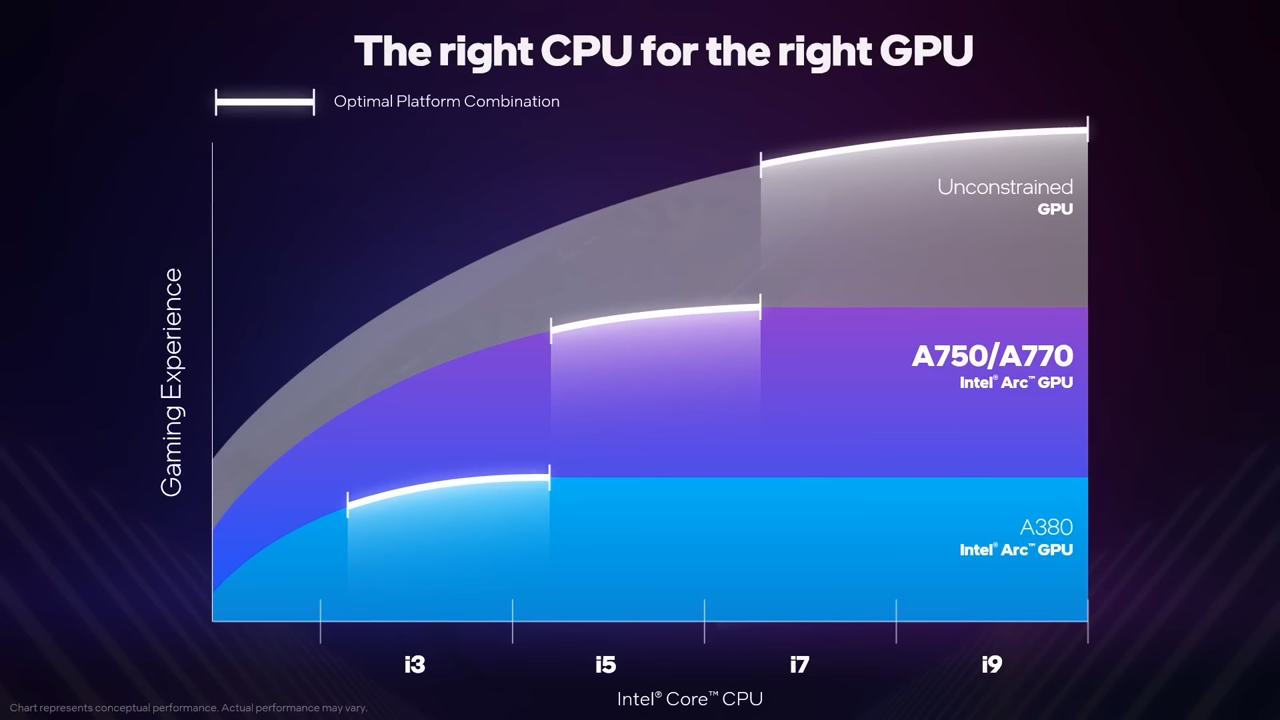 The right CPU for the right GPU
Optimal Platform Combination
Gaming Experience
Unconstrained
GPU
A750/A770
Intel® Arc™ GPU
A380
Intel® Arc™ GPU
i3 i5 i7 i9
Intel® Core™ CPU
Chart represents conceptual performance. Actual performance may vary.